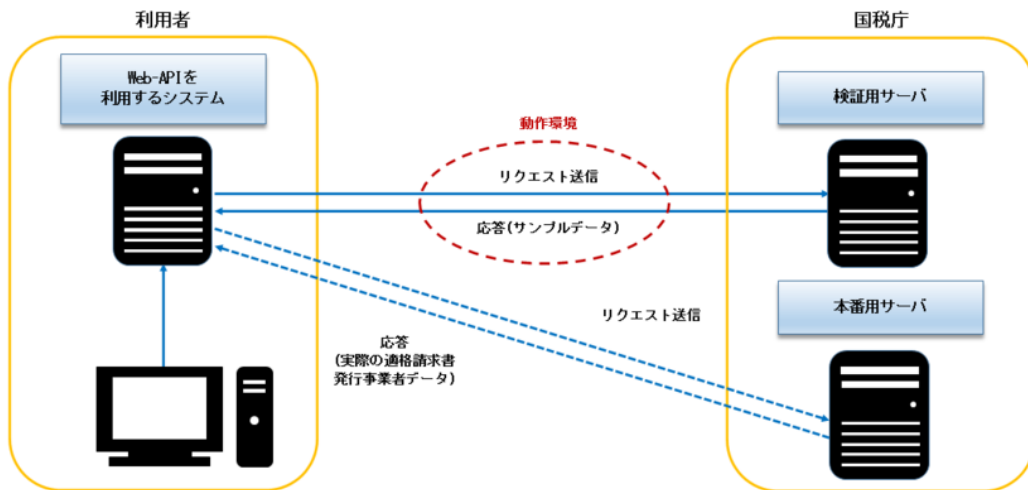 利用者
国税庁
Web-APIを
利用するシステム
検証用サーバ
動作環境
リクエスト送信
応答(サンプルデータ)
本番用サーバ
リクエスト送信
応答
(実際の適格請求書
発行事業者データ)